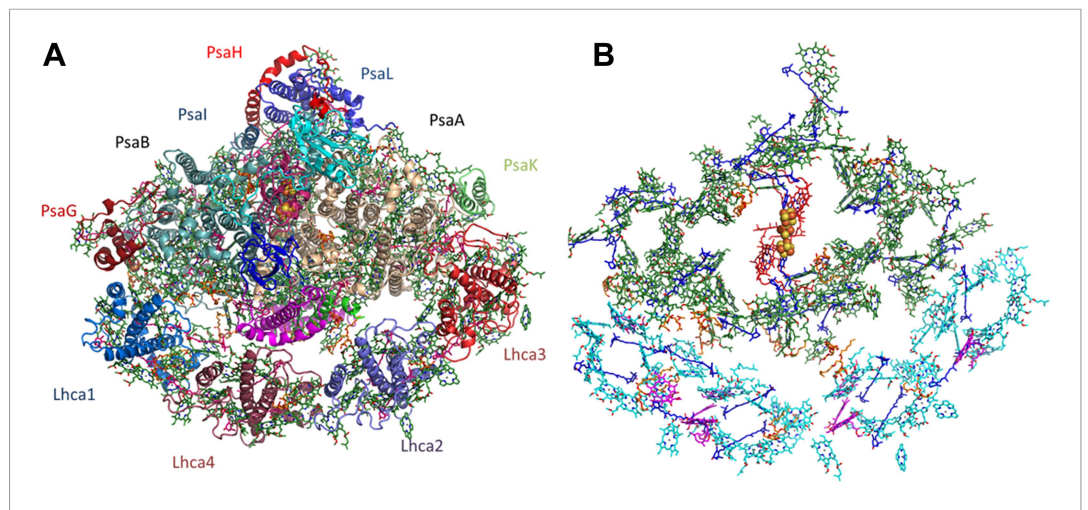 A
B
PsaH
PsaL
PsaI
PsaA
PsaB
PsaK
PsaG
Lhca3
Lhca1
Lhca2
Lhca4